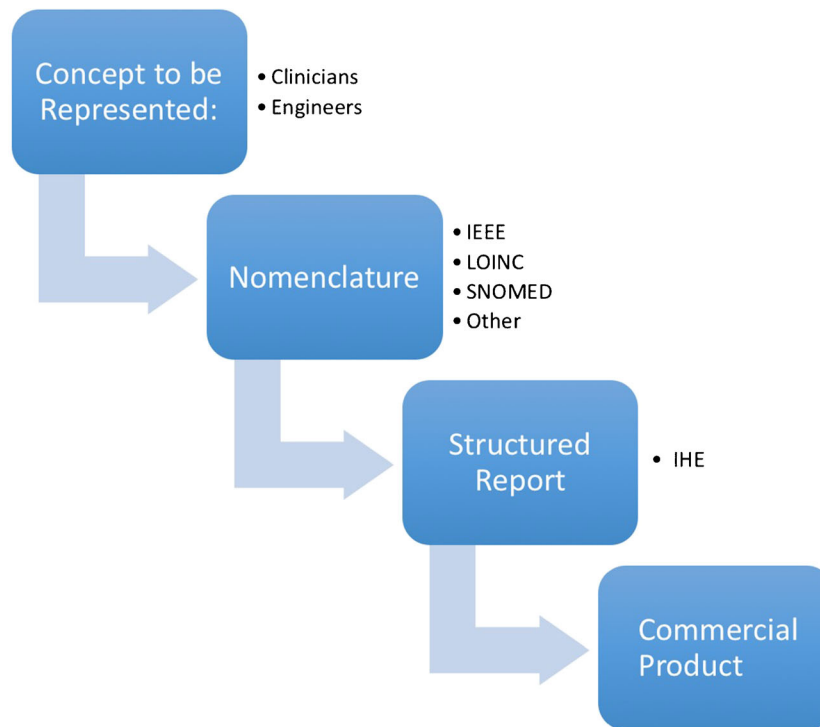 Concept to be
Represented:
• Clinicians
• Engineers
Nomenclature
• IEEE
• LOINC
• SNOMED
• Other
Structured
Report
• IHE
Commercial
Product